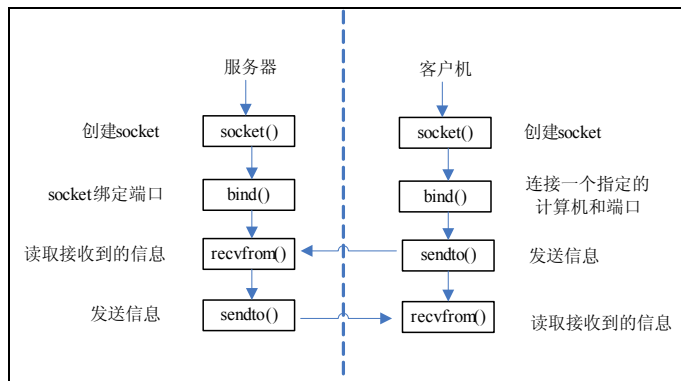 服务器
客户机
创建socket
socket()
socket()
创建socket
socket绑定端口
bind()
bind()
连接一个指定的
计算机和端口
读取接收到的信息
recvfrom()
sendto()
发送信息
发送信息
sendto()
recvfrom()
读取接收到的信息